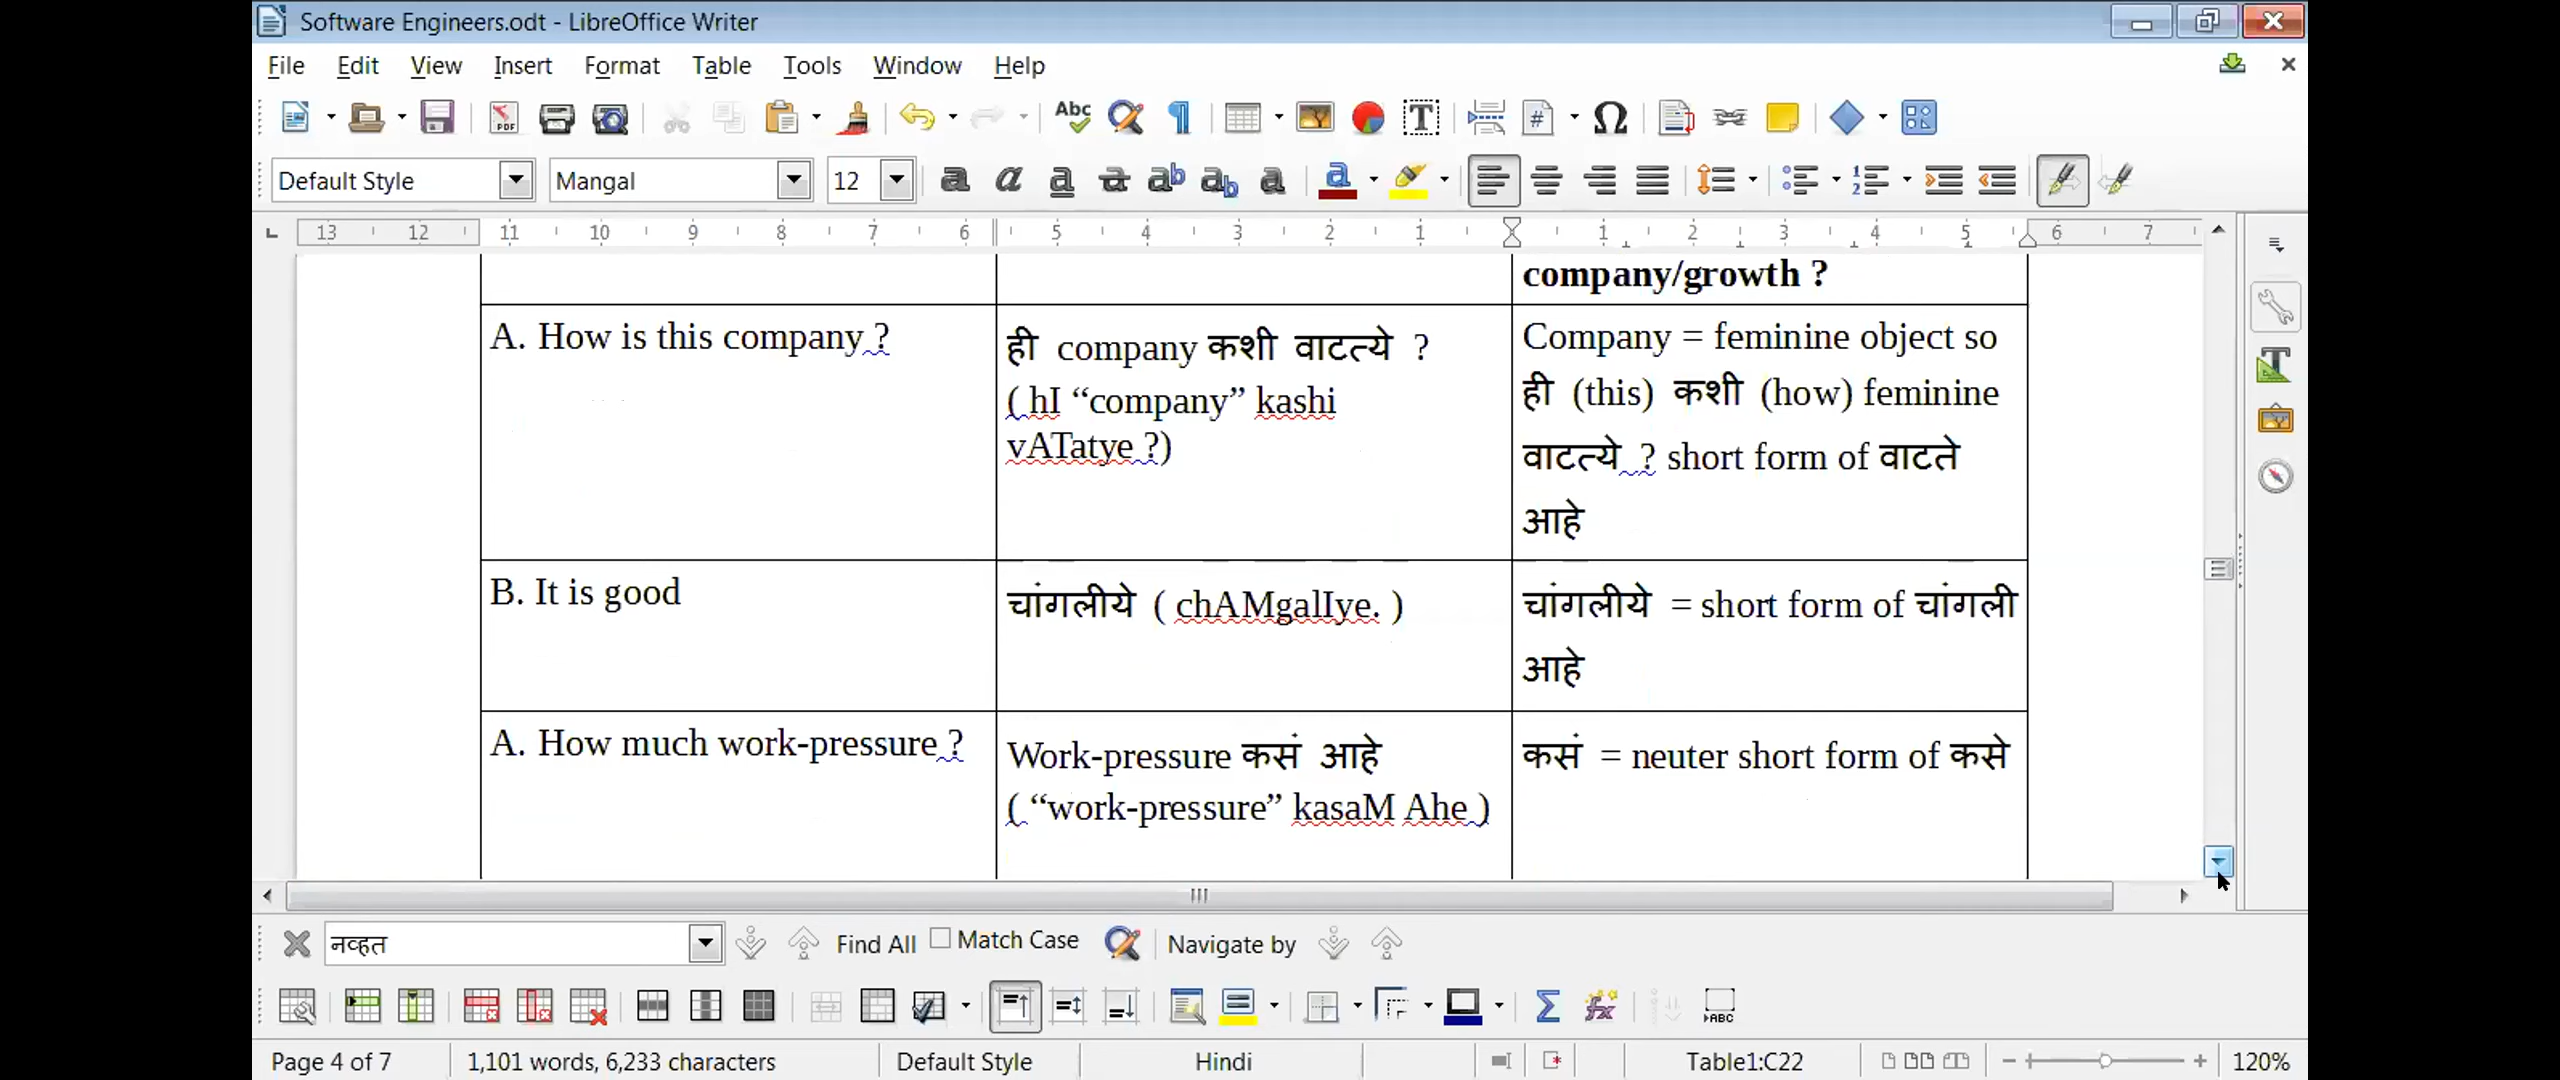 Software Engineers.odt - LibreOffice Writer
File Edit View Insert Format Table Tools Window Help
Default Style Mangal 12
13 12 11 10 9 8 7 6 5 4 3 2 1 1 2 3 4 5 6 7
company/growth ?
A. How is this company ?
ही company कशी वाटत्ये ?
( hI “company” kashi
vATatye ?)
Company = feminine object so
ही (this) कशी (how) feminine
वाटत्ये ? short form of वाटते
आहे
B. It is good
चांगलीये ( chAMgalIye. )
चांगलीये = short form of चांगली
आहे
A. How much work-pressure ?
Work-pressure कसं आहे
( “work-pressure” kasaM Ahe )
कसं = neuter short form of कसे
नव्हत Find All Match Case Navigate by
Page 4 of 7 1,101 words, 6,233 characters Default Style Hindi Table1:C22 120%